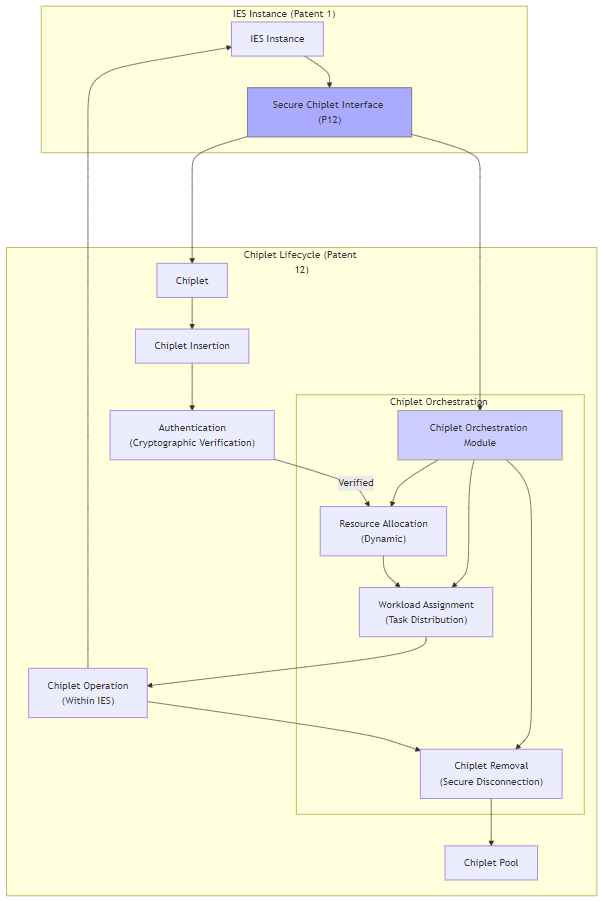 IES Instance (Patent 1)
IES Instance
Secure Chiplet Interface
(P12)
Chiplet Lifecycle (Patent
12)
Chiplet
Chiplet Insertion
Chiplet Orchestration
Authentication
(Cryptographic Verification)
Chiplet Orchestration
Module
Verified
Resource Allocation
(Dynamic)
Workload Assignment
(Task Distribution)
Chiplet Operation
(Within IES)
Chiplet Removal
(Secure Disconnection)
Chiplet Pool